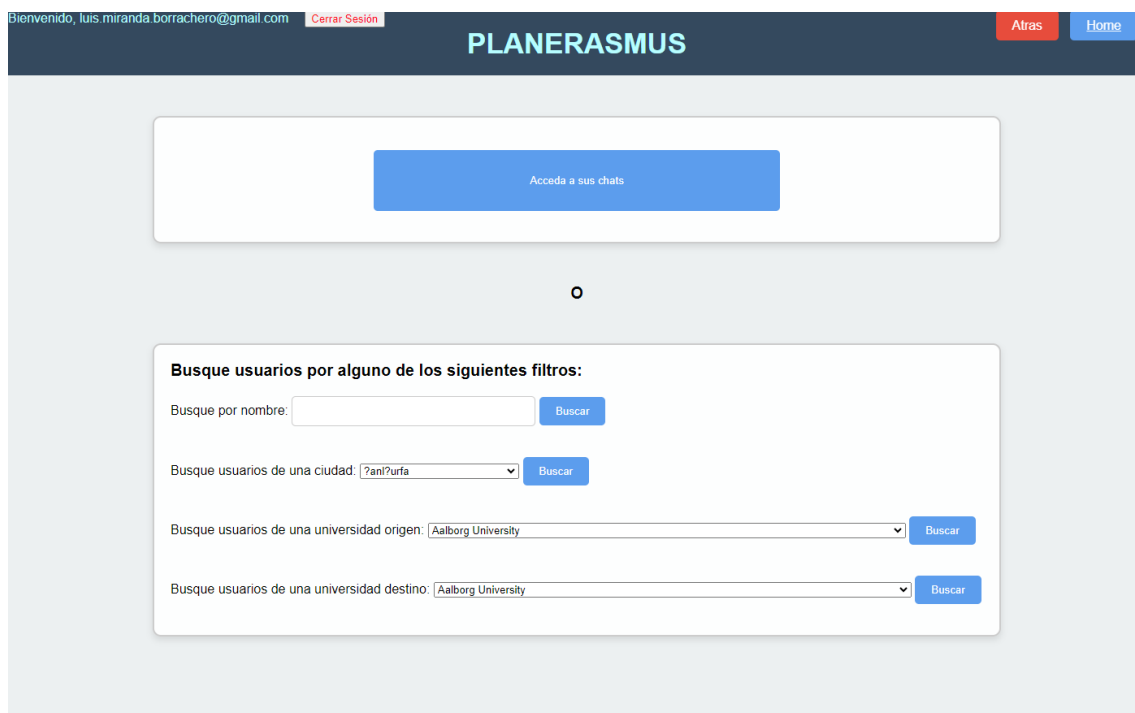 Bienvenido, luis.miranda.borrachero@gmail.com Cerrar Sesión
Atras Home
PLANERASMUS
Acceda a sus chats
O
Busque usuarios por alguno de los siguientes filtros:
Busque por nombre: Buscar
Busque usuarios de una ciudad: ?anl?urfa Buscar
Busque usuarios de una universidad origen: Aalborg University Buscar
Busque usuarios de una universidad destino: Aalborg University Buscar